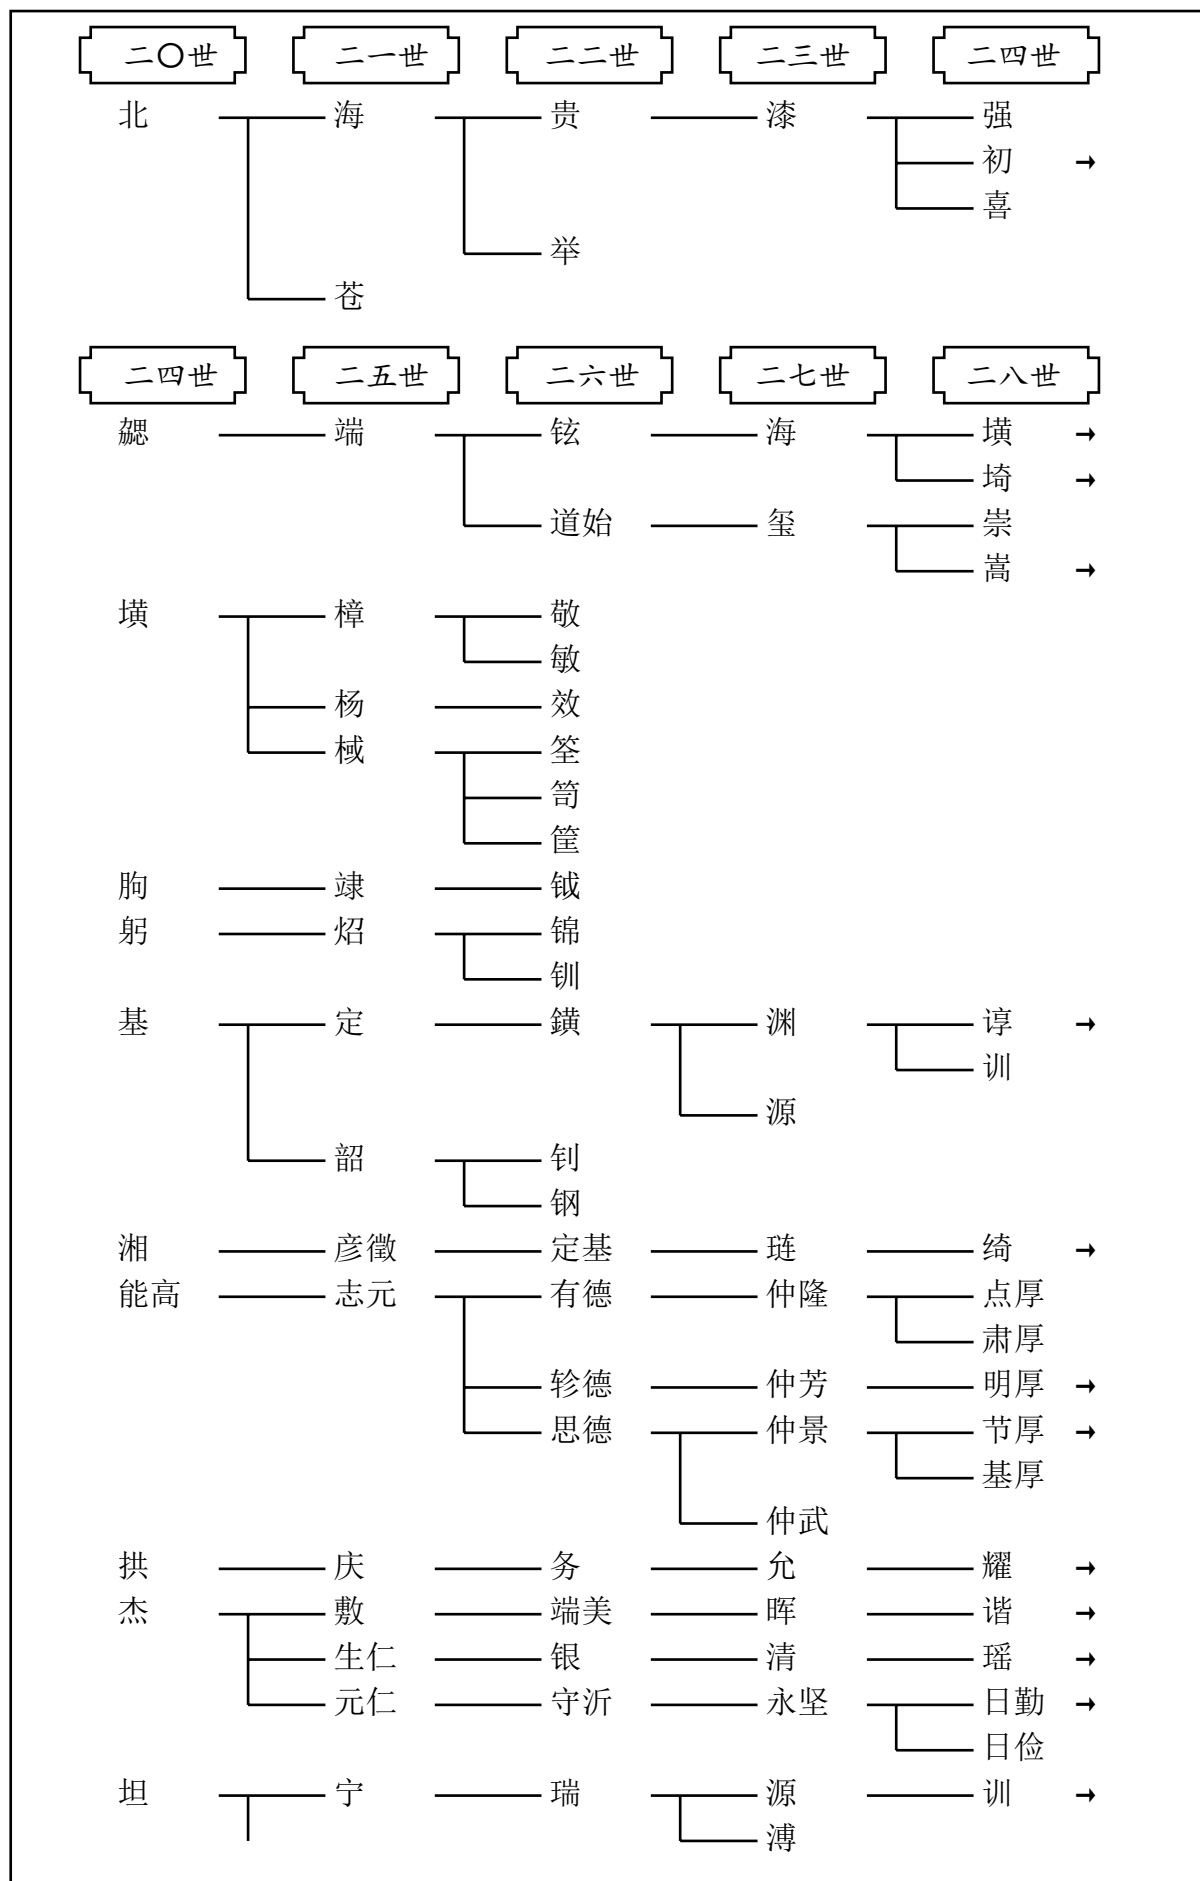 二〇世 二一世 二二世 二三世 二四世
北 海 贵 漆 强
初 →
喜
举
苍
二四世 二五世 二六世 二七世 二八世
勰 端 铉 海 璜 →
埼 →
道始 玺 崇
嵩 →
璜 樟 敬
敏
杨 效
棫 筌
笥
筐
朐 逮 钺
躬 炤 锦
钏
基 定 鐄 渊 谆 →
训
源
韶 钊
钢
湘 彦徵 定基 琏 绮 →
能高 志元 有德 仲隆 点厚
肃厚
轸德 仲芳 明厚 →
思德 仲景 节厚 →
基厚
仲武
拱 庆 务 允 耀 →
杰 敷 端美 晖 谐 →
生仁 银 清 瑶 →
元仁 守沂 永坚 日勤 →
日俭
坦 宁 瑞 源 训 →
溥